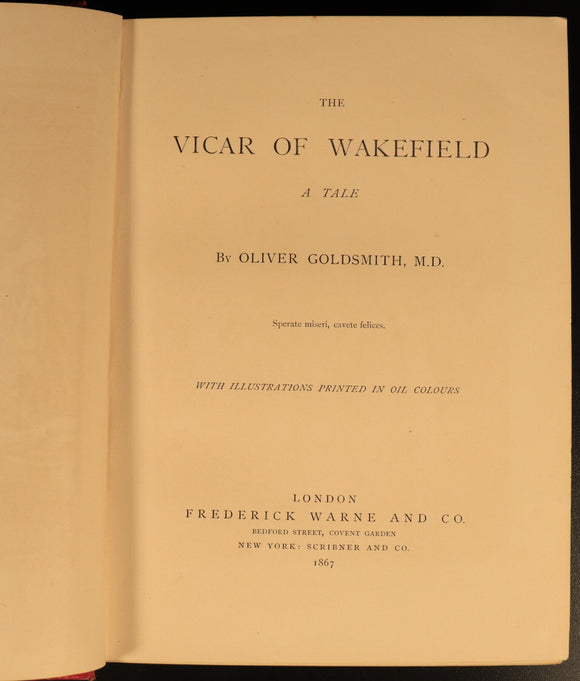 THE
VICAR OF WAKEFIELD
A TALE
BY OLIVER GOLDSMITH, M.D.
Sperate miseri, cavete felices.
WITH ILLUSTRATIONS PRINTED IN OIL COLOURS
LONDON
FREDERICK WARNE AND CO.
BEDFORD STREET, COVENT GARDEN
NEW YORK: SCRIBNER AND CO.
1867